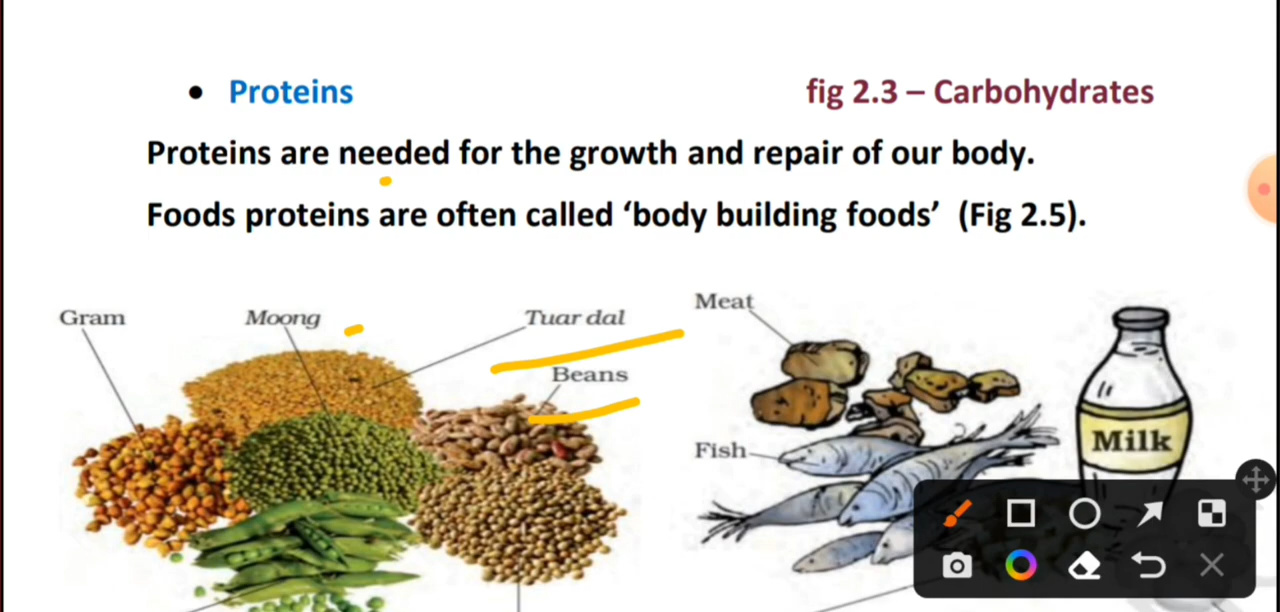 • Proteins
fig 2.3 – Carbohydrates
Proteins are needed for the growth and repair of our body.
Foods proteins are often called ‘body building foods’ (Fig 2.5).
Gram
Moong
Tuar dal
Beans
Meat
Fish
Milk